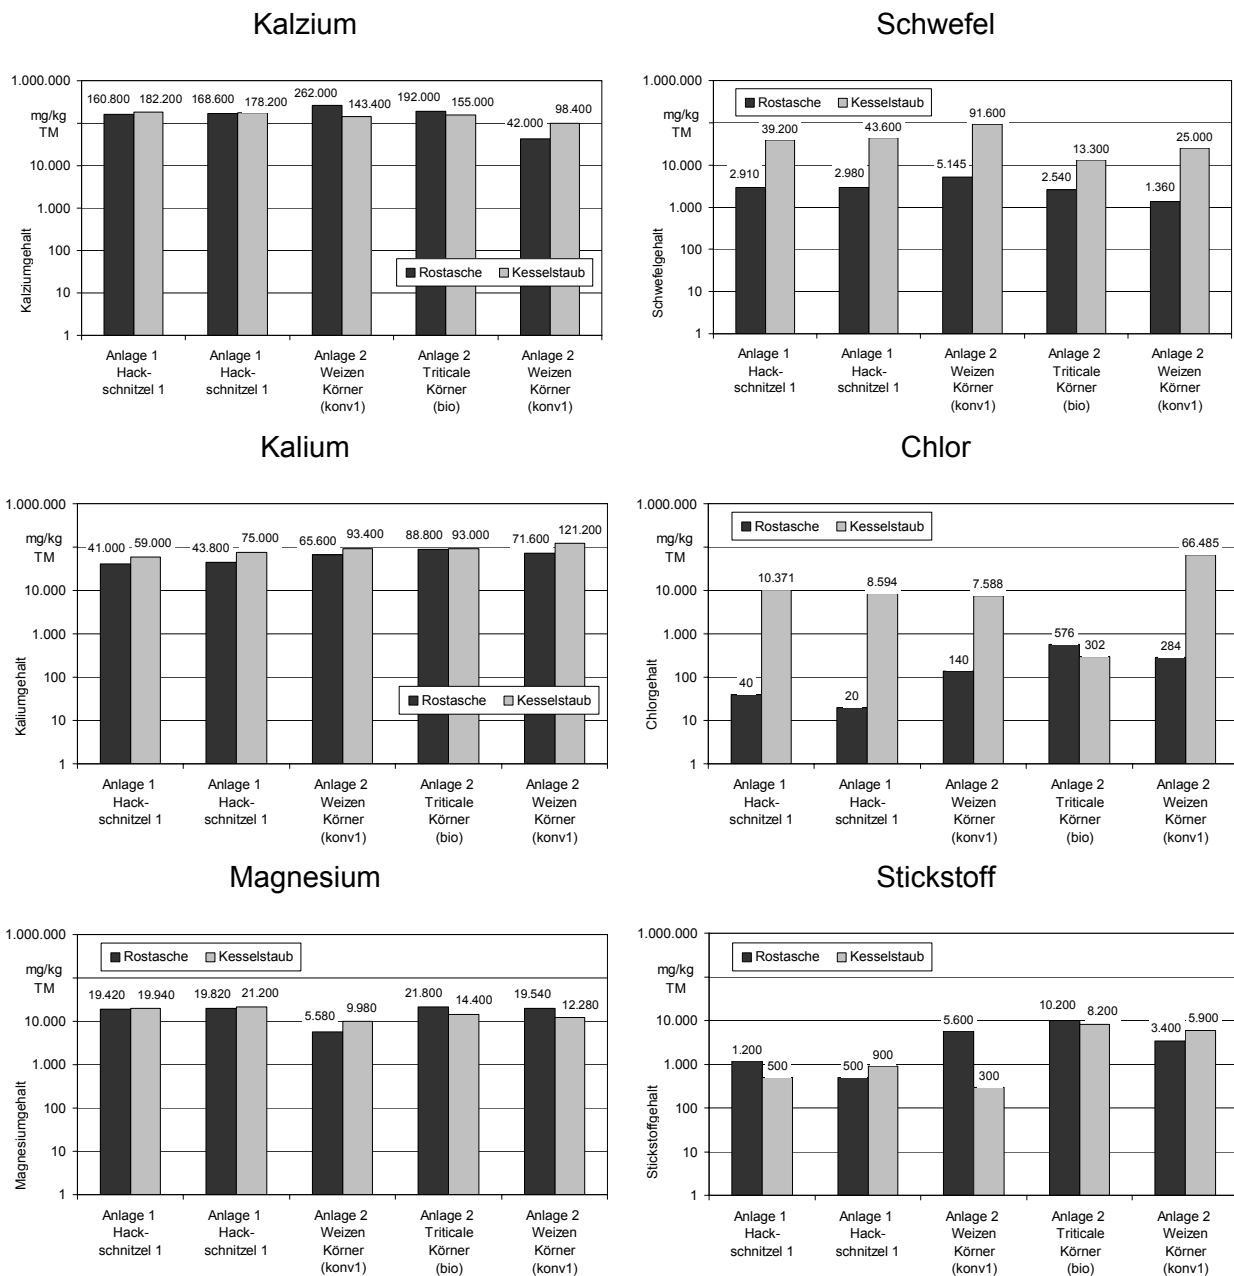 Kalzium
1.000.000
mg/kg
TM
10.000
1.000
100
10
1
Kalziumgehalt
160.800 182.200 168.600 178.200 262.000 143.400 192.000 155.000 42.000 98.400
Rostasche Kesselstaub
Anlage 1 Anlage 1 Anlage 2 Anlage 2 Anlage 2
Hack- Hack- Weizen Triticale Weizen
schnitzel 1 schnitzel 1 Körner Körner Körner
(konv1) (bio) (konv1)
Schwefel
1.000.000
mg/kg
TM
10.000
1.000
100
10
1
Schwefelgehalt
Rostasche Kesselstaub
2.910 39.200 2.980 43.600 5.145 91.600 2.540 13.300 1.360 25.000
Anlage 1 Anlage 1 Anlage 2 Anlage 2 Anlage 2
Hack- Hack- Weizen Triticale Weizen
schnitzel 1 schnitzel 1 Körner Körner Körner
(konv1) (bio) (konv1)
Kalium
1.000.000
mg/kg
TM
10.000
1.000
100
10
1
Kaliumgehalt
41.000 59.000 43.800 75.000 65.600 93.400 88.800 93.000 71.600 121.200
Rostasche Kesselstaub
Anlage 1 Anlage 1 Anlage 2 Anlage 2 Anlage 2
Hack- Hack- Weizen Triticale Weizen
schnitzel 1 schnitzel 1 Körner Körner Körner
(konv1) (bio) (konv1)
Chlor
1.000.000
mg/kg
TM
10.000
1.000
100
10
1
Chlorgehalt
Rostasche Kesselstaub
40 10.371 20 8.594 140 7.588 576 302 284 66.485
Anlage 1 Anlage 1 Anlage 2 Anlage 2 Anlage 2
Hack- Hack- Weizen Triticale Weizen
schnitzel 1 schnitzel 1 Körner Körner Körner
(konv1) (bio) (konv1)
Magnesium
1.000.000
mg/kg
TM
10.000
1.000
100
10
1
Magnesiumgehalt
Rostasche Kesselstaub
19.420 19.940 19.820 21.200 5.580 9.980 21.800 14.400 19.540 12.280
Anlage 1 Anlage 1 Anlage 2 Anlage 2 Anlage 2
Hack- Hack- Weizen Triticale Weizen
schnitzel 1 schnitzel 1 Körner Körner Körner
(konv1) (bio) (konv1)
Stickstoff
1.000.000
mg/kg
TM
10.000
1.000
100
10
1
Stickstoffgehalt
Rostasche Kesselstaub
1.200 500 500 900 5.600 300 10.200 8.200 3.400 5.900
Anlage 1 Anlage 1 Anlage 2 Anlage 2 Anlage 2
Hack- Hack- Weizen Triticale Weizen
schnitzel 1 schnitzel 1 Körner Körner Körner
(konv1) (bio) (konv1)